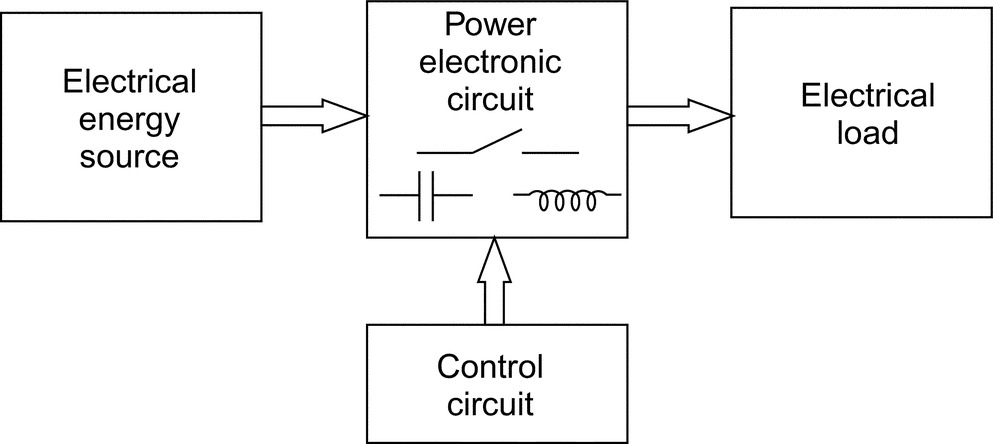 Electrical
energy
source
Power
electronic
circuit
Electrical
load
Control
circuit